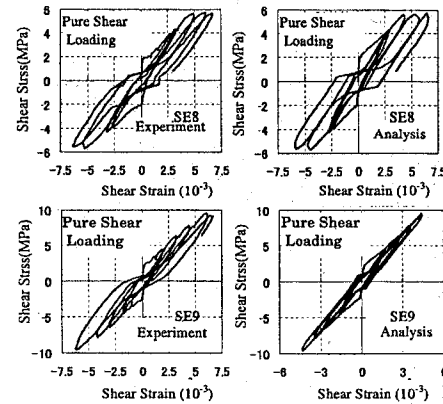 6
4
2
0
-2
-4
-6
Shear Strss(MPa)
Pure Shear
Loading
SE8
Experiment
-7.5 -5 -2.5 0 2.5 5 7.5
Shear Strain (10-3)
6
4
2
0
2
4
6
Shear Strss(MPa)
Pure Shear
Loading
SE8
Analysis
-7.5 -5 -2.5 0 2.5 5 7.5
Shear Strain (10-3)
10
5
0
-5
-10
Shear Strss(MPa)
Pure Shear
Loading
SE9
Experiment
-7.5 -5 -2.5 0 2.5 5 7.5
Shear Strain (10-3)
10
5
0
-5
-10
Shear Strss(MPa)
Pure Shear
Loading
SE9
Analysis
-6 -3 0 3 6
Shear Strain (10-3)